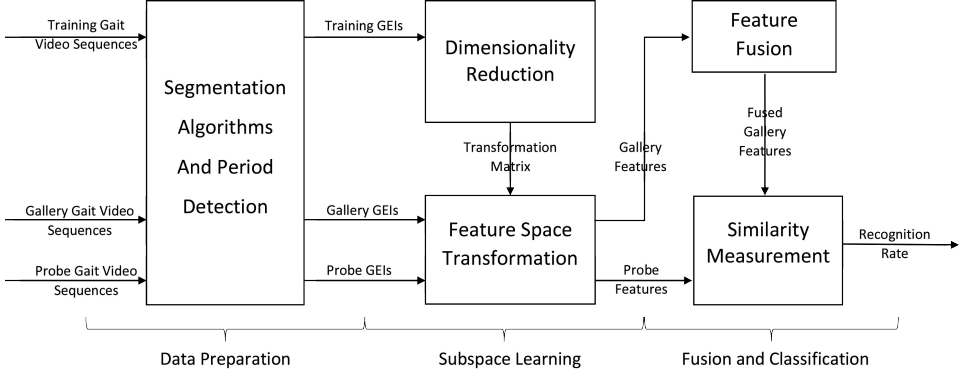 Training Gait
Video Sequences
Segmentation
Algorithms
And Period
Detection
Gallery Gait Video
Sequences
Probe Gait Video
Sequences
Training GEIs
Gallery GEIs
Probe GEIs
Dimensionality
Reduction
Transformation
Matrix
Feature Space
Transformation
Gallery
Features
Probe
Features
Feature
Fusion
Fused
Gallery
Features
Similarity
Measurement
Recognition
Rate
Data Preparation
Subspace Learning
Fusion and Classification